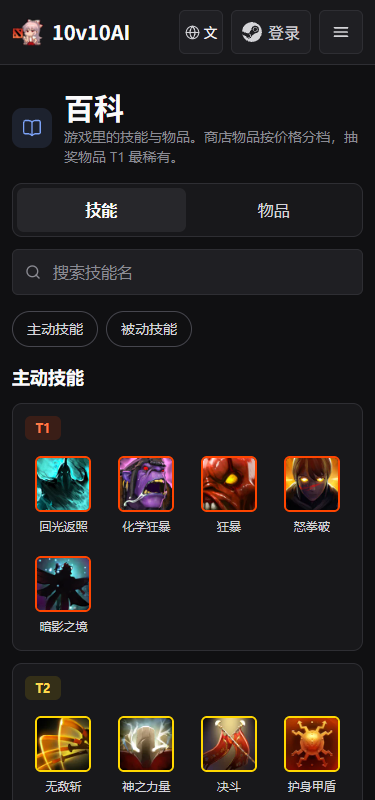 10v10AI
文
登录
百科
游戏里的技能与物品。商店物品按价格分档，抽
奖物品 T1 最稀有。
技能
物品
搜索技能名
主动技能
被动技能
主动技能
T1
回光返照
化学狂暴
狂暴
怒拳破
暗影之境
T2
无敌斩
神之力量
决斗
护身甲盾